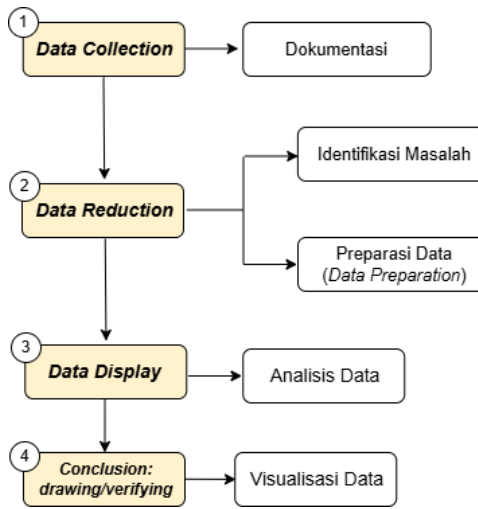 1
Data Collection
Dokumentasi
2
Data Reduction
Identifikasi Masalah
Preparasi Data
(Data Preparation)
3
Data Display
Analisis Data
4
Conclusion:
drawing/verifying
Visualisasi Data